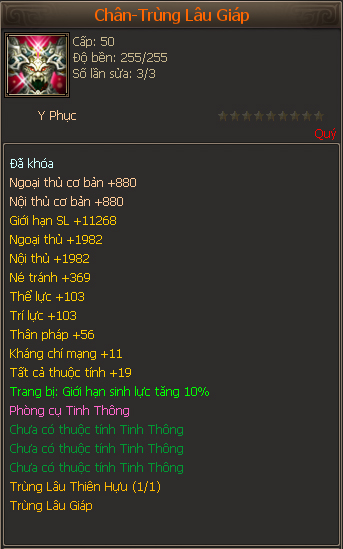 Chân-Trùng Lâu Giáp
Cấp: 50
Độ bền: 255/255
Số lần sửa: 3/3
Y Phục
Quý
Đã khóa
Ngoại thủ cơ bản +880
Nội thủ cơ bản +880
Giới hạn SL +11268
Ngoại thủ +1982
Nội thủ +1982
Né tránh +369
Thể lực +103
Trí lực +103
Thân pháp +56
Kháng chí mạng +11
Tất cả thuộc tính +19
Trang bị: Giới hạn sinh lực tăng 10%
Phòng cụ Tinh Thông
Chưa có thuộc tính Tinh Thông
Chưa có thuộc tính Tinh Thông
Chưa có thuộc tính Tinh Thông
Trùng Lâu Thiên Hựu (1/1)
Trùng Lâu Giáp